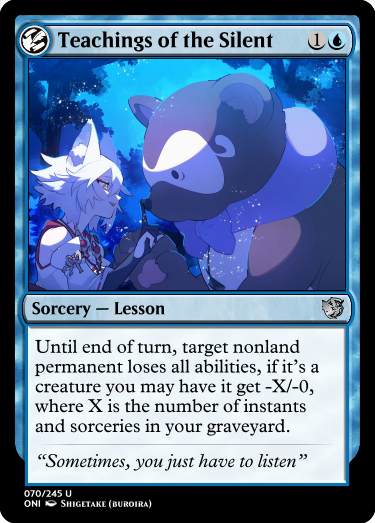 Teachings of the Silent 1
Sorcery — Lesson
Until end of turn, target nonland
permanent loses all abilities, if it's a
creature you may have it get -X/-0,
where X is the number of instants
and sorceries in your graveyard.
“Sometimes, you just have to listen”
070/245 U
ONI SHIGETAKE (BUROIRA)